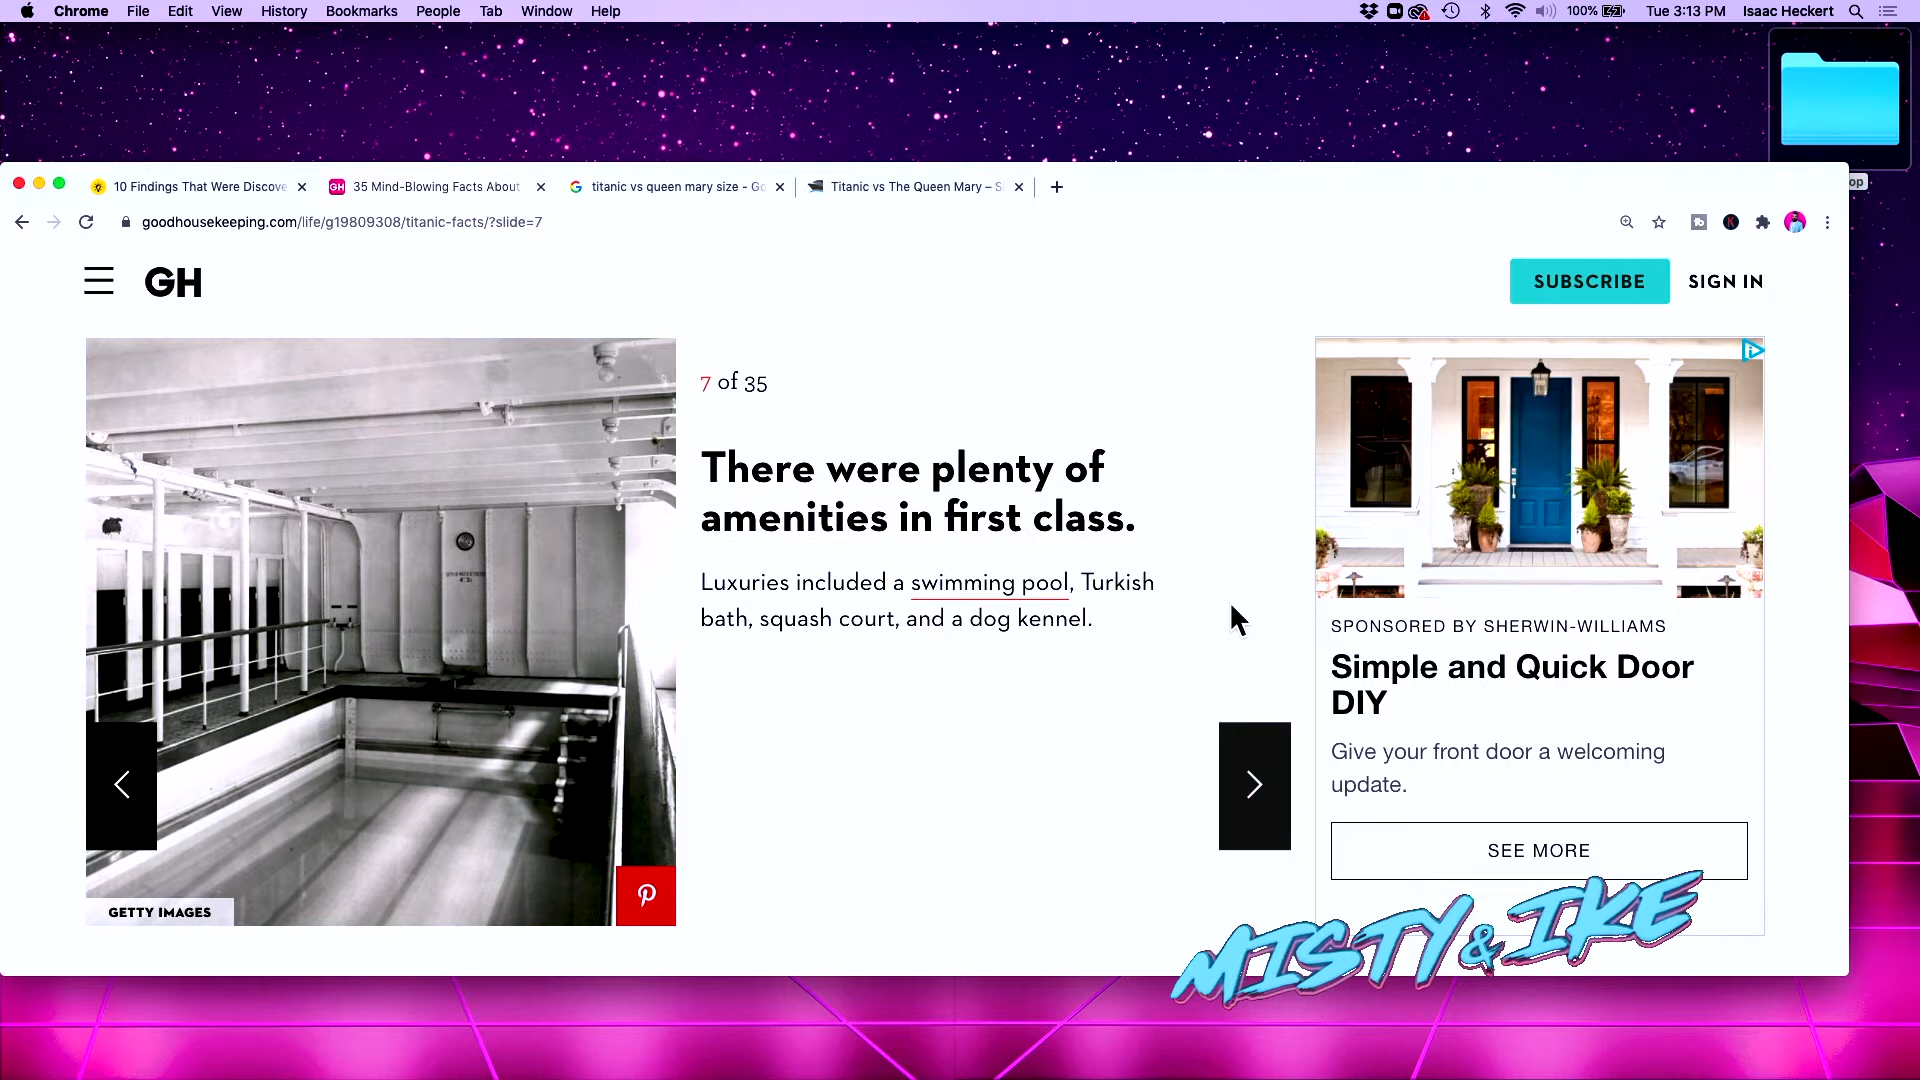 Chrome File Edit View History Bookmarks People Tab Window Help
100% Tue 3:13 PM Isaac Heckert
10 Findings That Were Discove
GH 35 Mind-Blowing Facts About
titanic vs queen mary size - Go
Titanic vs The Queen Mary – S
op
goodhousekeeping.com/life/g19809308/titanic-facts/?slide=7
GH
SUBSCRIBE SIGN IN
7 of 35
There were plenty of
amenities in first class.
Luxuries included a swimming pool, Turkish
bath, squash court, and a dog kennel.
GETTY IMAGES
SPONSORED BY SHERWIN-WILLIAMS
Simple and Quick Door
DIY
Give your front door a welcoming
update.
SEE MORE
MISTY & IKE